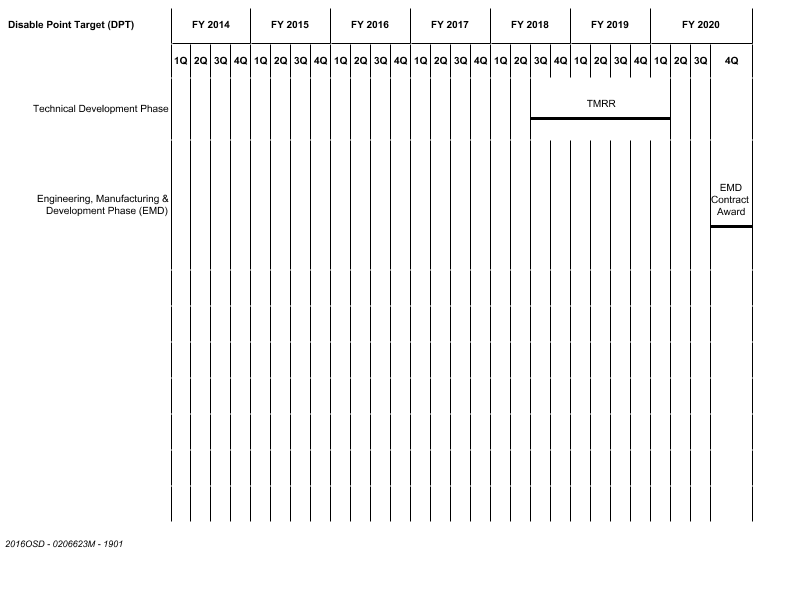 Disable Point Target (DPT) FY 2014 FY 2015 FY 2016 FY 2017 FY 2018 FY 2019 FY 2020
1Q 2Q 3Q 4Q 1Q 2Q 3Q 4Q 1Q 2Q 3Q 4Q 1Q 2Q 3Q 4Q 1Q 2Q 3Q 4Q 1Q 2Q 3Q 4Q 1Q 2Q 3Q 4Q
Technical Development Phase
TMRR
Engineering, Manufacturing &
Development Phase (EMD)
EMD
Contract
Award
2016OSD - 0206623M - 1901